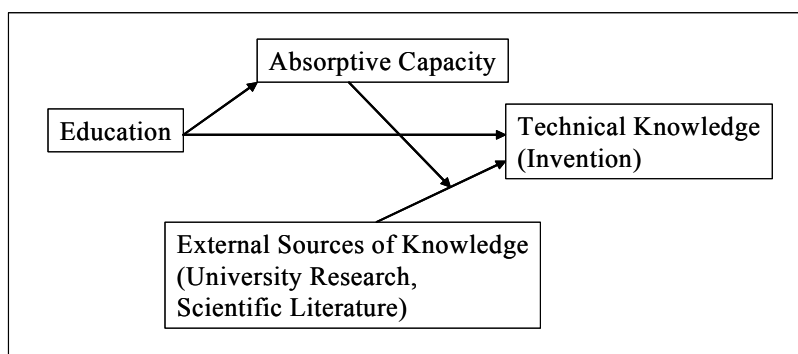 Absorptive Capacity
Education
Technical Knowledge
(Invention)
External Sources of Knowledge
(University Research,
Scientific Literature)